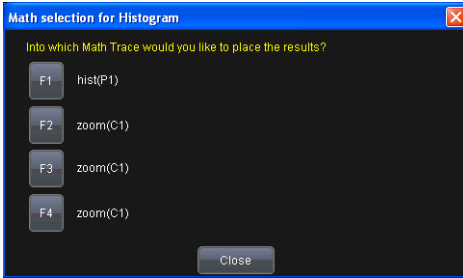 Math selection for Histogram
Into which Math Trace would you like to place the results?
F1 hist(P1)
F2 zoom(C1)
F3 zoom(C1)
F4 zoom(C1)
Close